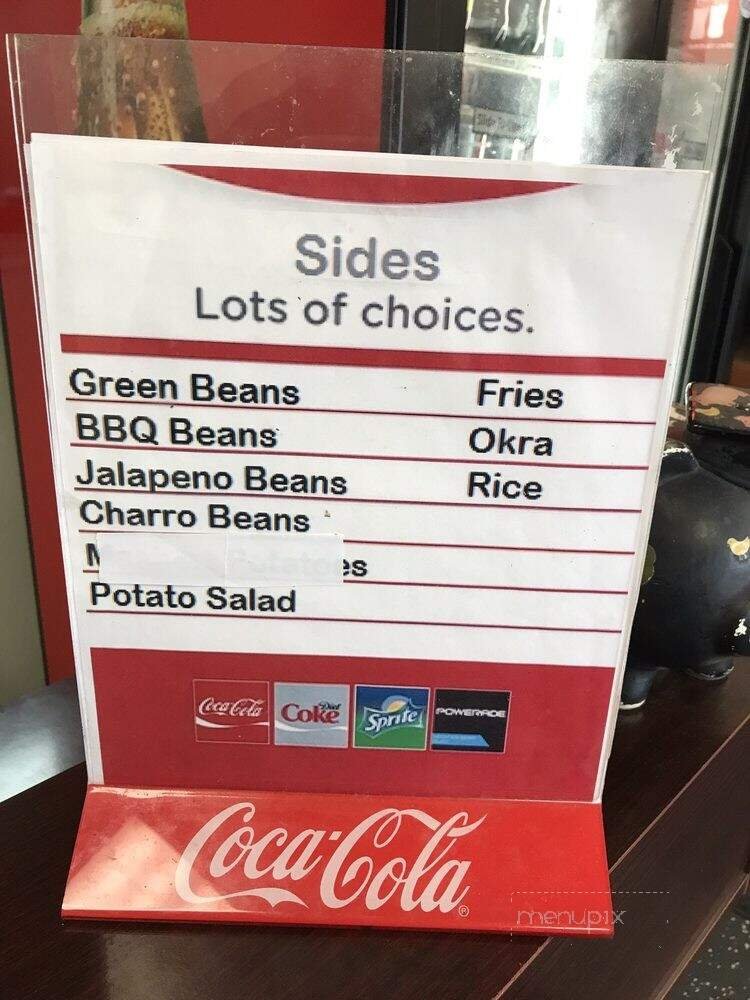 Sides
Lots of choices.
Green Beans
Fries
BBQ Beans
Okra
Jalapeno Beans
Rice
Charro Beans
Potato Salad
Coca-Cola
Diet Coke
Sprite
POWERADE
Coca-Cola
menupix